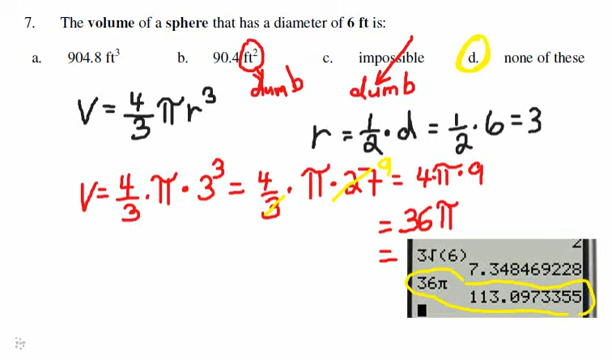 7. The volume of a sphere that has a diameter of 6 ft is:
a. 904.8 ft³ b. 90.4 ft² c. impossible d. none of these
dumb dumb
V = 4/3 πr³
r = 1/2 · d = 1/2 · 6 = 3
V = 4/3 · π · 3³ = 4/3 · π · 27 9 = 4π · 9
= 36π
=
2
3√(6)
7.348469228
36π
113.0973355